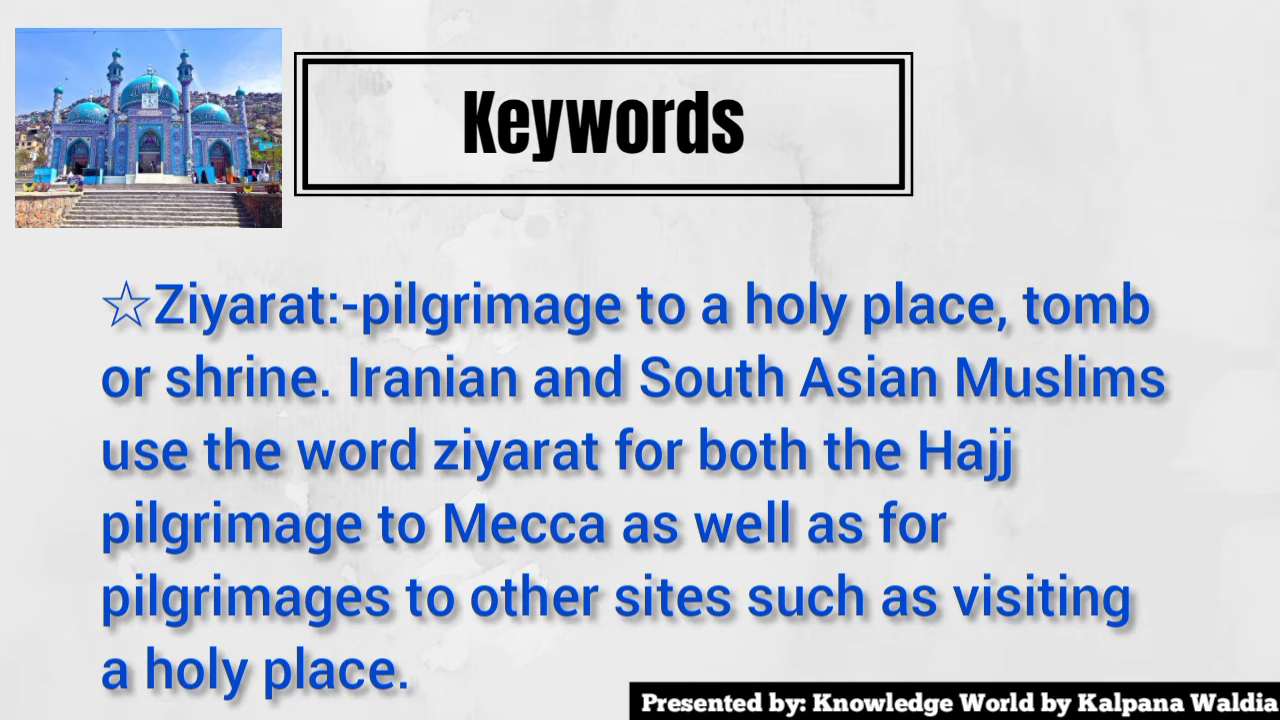 Keywords
☆Ziyarat:-pilgrimage to a holy place, tomb
or shrine. Iranian and South Asian Muslims
use the word ziyarat for both the Hajj
pilgrimage to Mecca as well as for
pilgrimages to other sites such as visiting
a holy place.
Presented by: Knowledge World by Kalpana Waldia